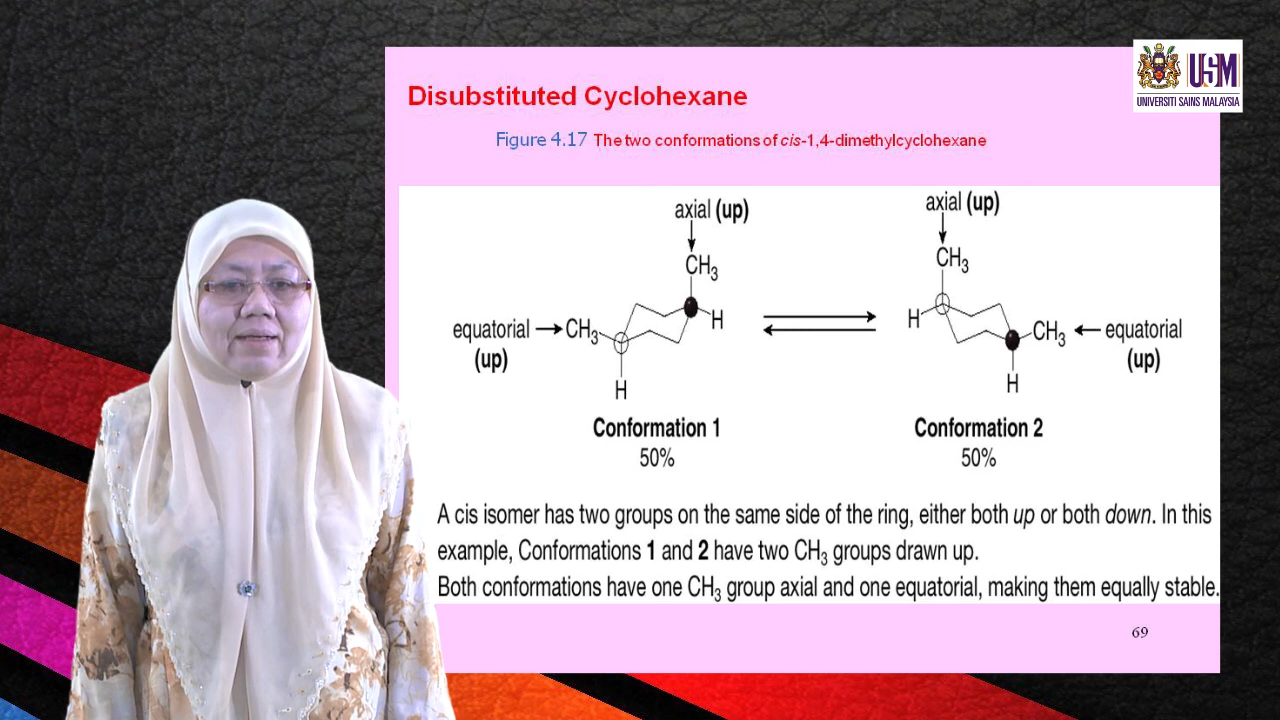 USM
UNIVERSITI SAINS MALAYSIA
Disubstituted Cyclohexane
Figure 4.17 The two conformations of cis-1,4-dimethylcyclohexane
axial (up)
axial (up)
CH₃
CH₃
equatorial
(up)
CH₃
H
H
H
CH₃
equatorial
(up)
H
Conformation 1
50%
Conformation 2
50%
A cis isomer has two groups on the same side of the ring, either both up or both down. In this
example, Conformations 1 and 2 have two CH₃ groups drawn up.
Both conformations have one CH₃ group axial and one equatorial, making them equally stable.
69